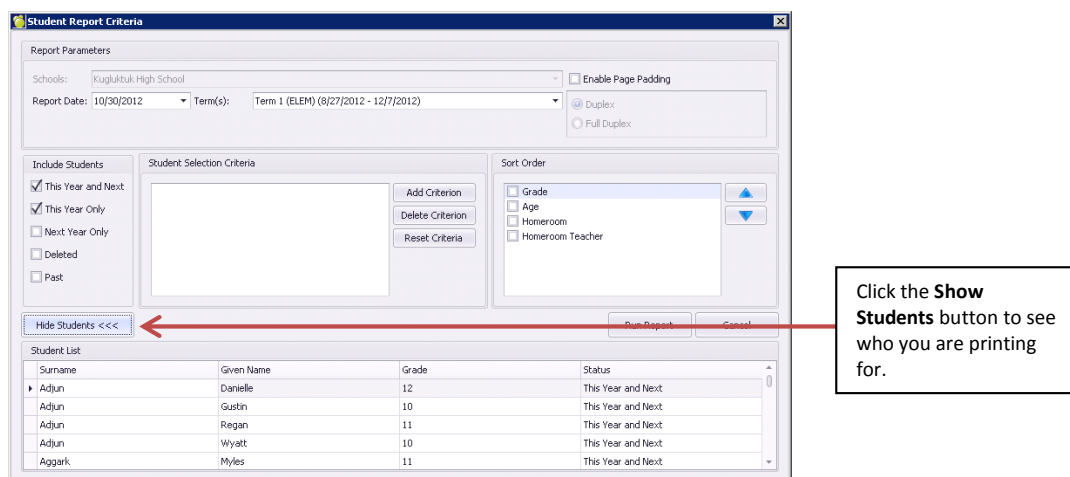 Student Report Criteria
Report Parameters
Schools: Kugluktuk High School
Enable Page Padding
Report Date: 10/30/2012 Term(s): Term 1 (ELEM) (8/27/2012 - 12/7/2012)
Duplex
Full Duplex
Include Students
This Year and Next
This Year Only
Next Year Only
Deleted
Past
Student Selection Criteria
Add Criterion
Delete Criterion
Reset Criteria
Sort Order
Grade
Age
Homeroom
Homeroom Teacher
Hide Students <<<
Run Report Cancel
Student List
Surname Given Name Grade Status
Adjun Danielle 12 This Year and Next
Adjun Gustin 10 This Year and Next
Adjun Regan 11 This Year and Next
Adjun Wyatt 10 This Year and Next
Aggark Myles 11 This Year and Next
Click the Show
Students button to see
who you are printing
for.